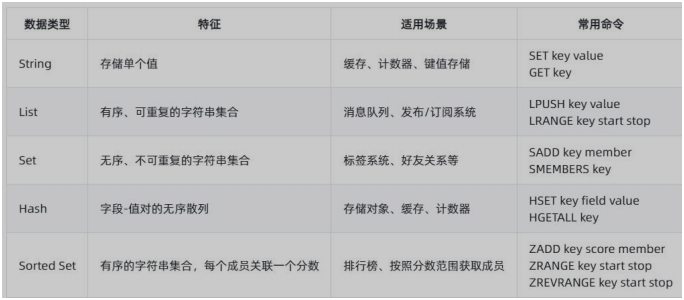 数据类型 特征 适用场景 常用命令
String 存储单个值 缓存、计数器、键值存储 SET key value
GET key
List 有序、可重复的字符串集合 消息队列、发布/订阅系统 LPUSH key value
LRANGE key start stop
Set 无序、不可重复的字符串集合 标签系统、好友关系等 SADD key member
SMEMBERS key
Hash 字段-值对的无序散列 存储对象、缓存、计数器 HSET key field value
HGETALL key
Sorted Set 有序的字符串集合，每个成员关联一个分数 排行榜、按照分数范围获取成员 ZADD key score member
ZRANGE key start stop
ZREVRANGE key start stop